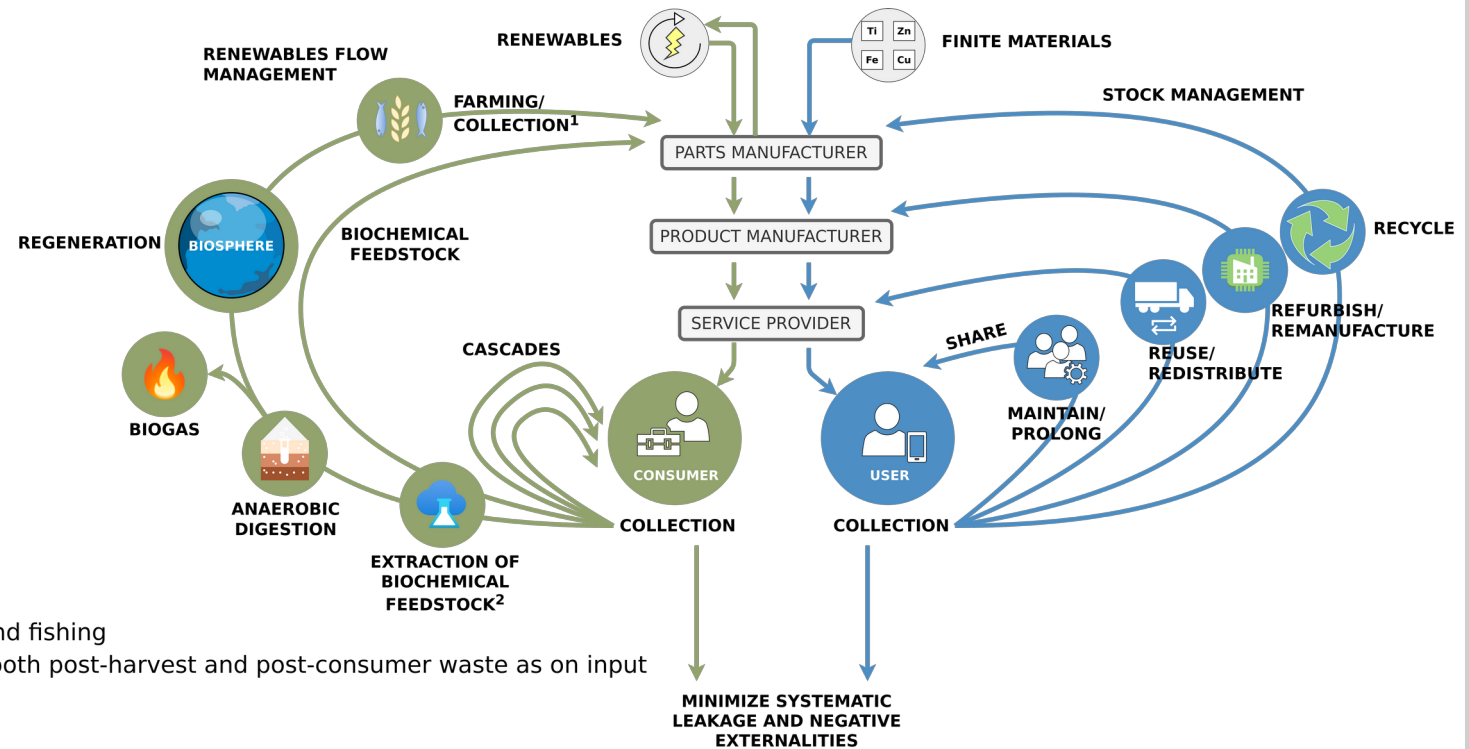 RENEWABLES
Ti Zn
Fe Cu
FINITE MATERIALS
RENEWABLES FLOW
MANAGEMENT
FARMING/
COLLECTION1
STOCK MANAGEMENT
PARTS MANUFACTURER
REGENERATION
BIOSPHERE
BIOCHEMICAL
FEEDSTOCK
PRODUCT MANUFACTURER
RECYCLE
SERVICE PROVIDER
REFURBISH/
REMANUFACTURE
CASCADES
SHARE
REUSE/
REDISTRIBUTE
BIOGAS
MAINTAIN/
PROLONG
CONSUMER
USER
ANAEROBIC
DIGESTION
COLLECTION
COLLECTION
EXTRACTION OF
BIOCHEMICAL
FEEDSTOCK2
nd fishing
both post-harvest and post-consumer waste as on input
MINIMIZE SYSTEMATIC
LEAKAGE AND NEGATIVE
EXTERNALITIES